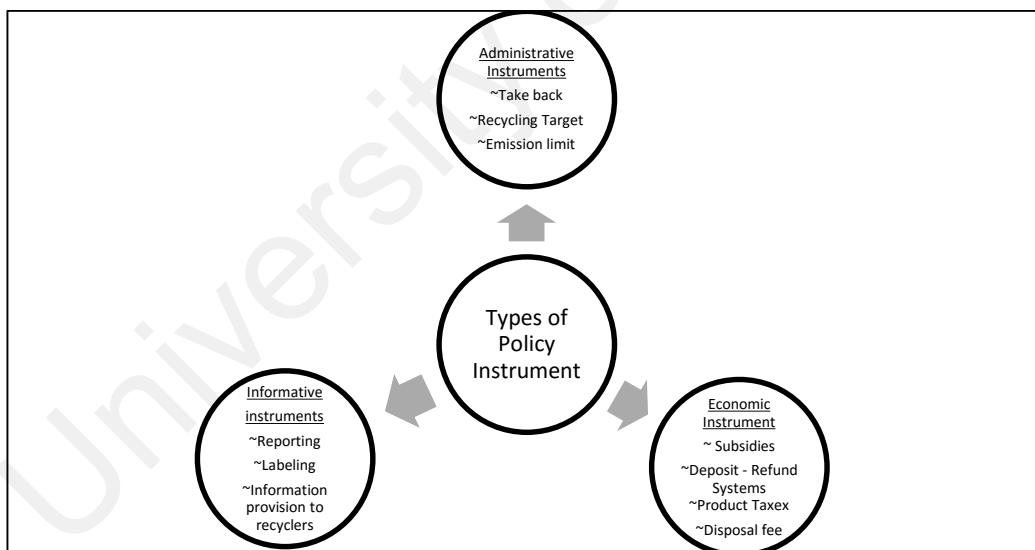 Administrative
Instruments
~Take back
~Recycling Target
~Emission limit
Types of
Policy
Instrument
Informative
instruments
~Reporting
~Labeling
~Information
provision to
recyclers
Economic
Instrument
~ Subsidies
~Deposit - Refund
Systems
~Product Taxex
~Disposal fee
University